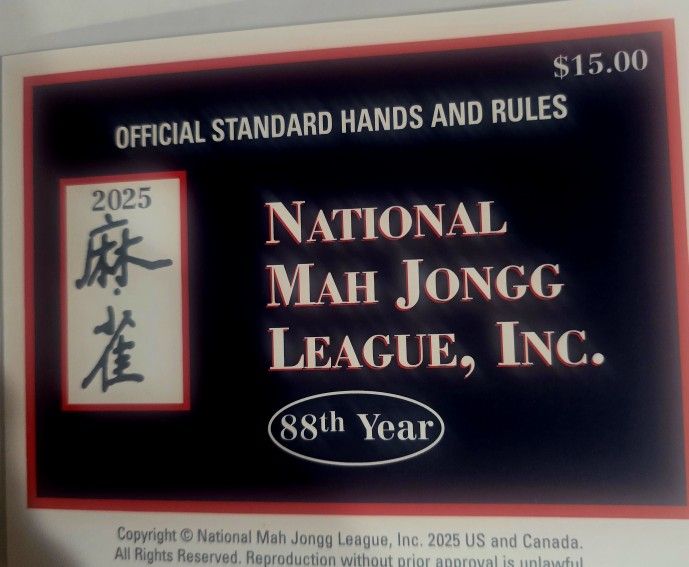 $15.00
OFFICIAL STANDARD HANDS AND RULES
2025
麻
雀
NATIONAL
MAH JONGG
LEAGUE, INC.
88th Year
Copyright © National Mah Jongg League, Inc. 2025 US and Canada.
All Rights Reserved. Reproduction without prior approval is unlawful